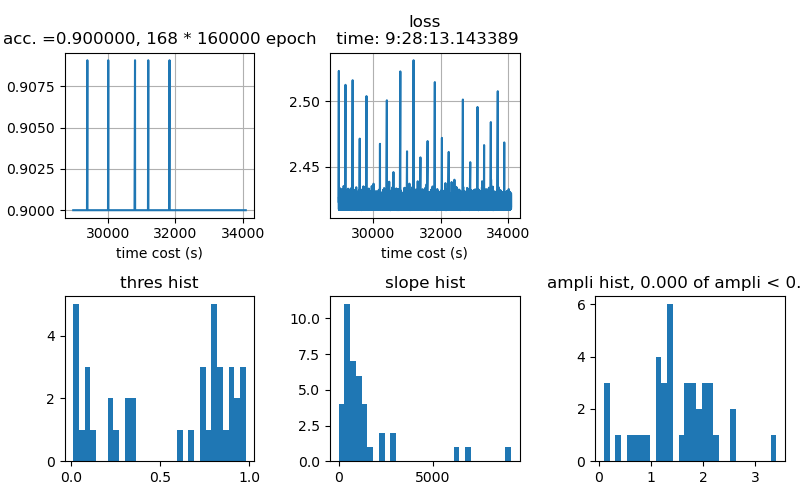 acc. =0.900000, 168 * 160000 epoch
0.9075
0.9050
0.9025
0.9000
30000 32000 34000
time cost (s)
loss
time: 9:28:13.143389
2.50
2.45
30000 32000 34000
time cost (s)
thres hist
4
2
0
0.0 0.5 1.0
slope hist
10.0
7.5
5.0
2.5
0.0
0 5000
ampli hist, 0.000 of ampli < 0.
6
4
2
0
0 1 2 3